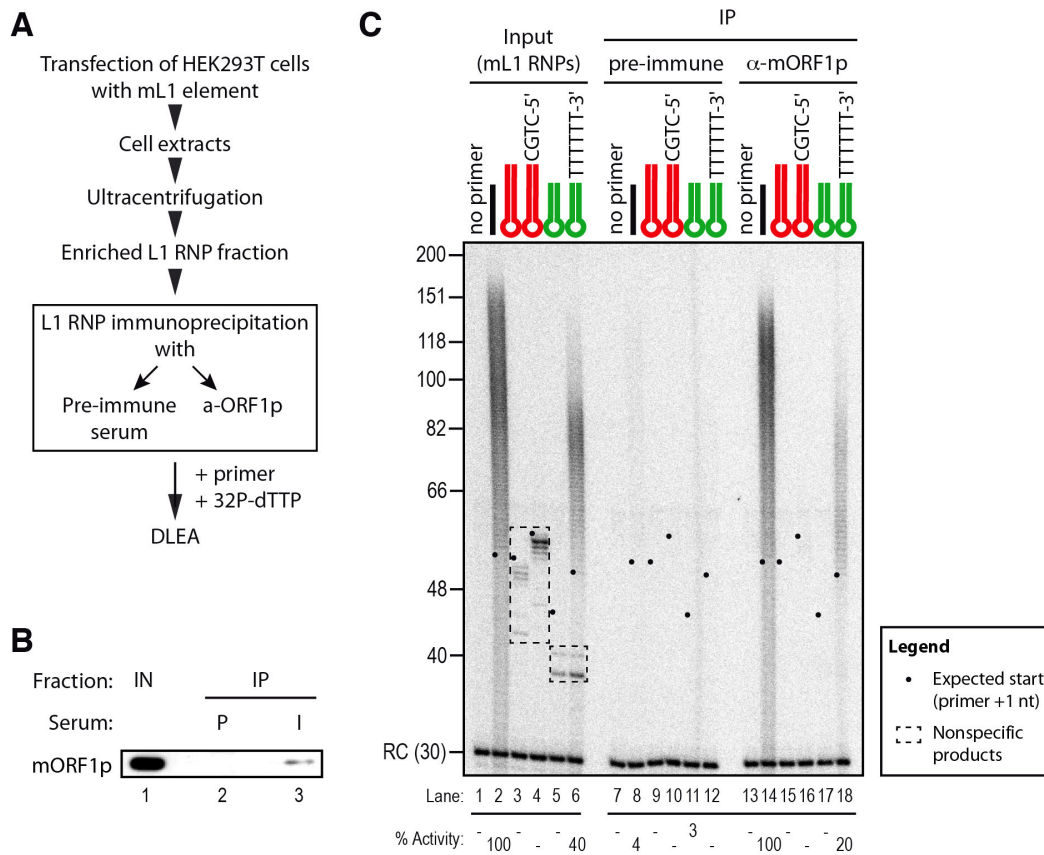 A
Transfection of HEK293T cells
with mL1 element
Cell extracts
Ultracentrifugation
Enriched L1 RNP fraction
L1 RNP immunoprecipitation
with
Pre-immune
serum
a-ORF1p
+ primer
+ 32P-dTTP
DLEA
B
Fraction: IN IP
Serum: P I
mORF1p
1 2 3
C
IP
Input
(mL1 RNPs)
pre-immune
α-mORF1p
no primer
CGTC-5'
TTTTTT-3'
no primer
CGTC-5'
TTTTTT-3'
no primer
CGTC-5'
TTTTTT-3'
200
151
118
100
82
66
48
40
RC (30)
Lane: 1 2 3 4 5 6 7 8 9 10 11 12 13 14 15 16 17 18
% Activity: - 100 - - - 40 - 4 - - 3 - - 100 - - - 20
Legend
• Expected start
(primer +1 nt)
Nonspecific
products